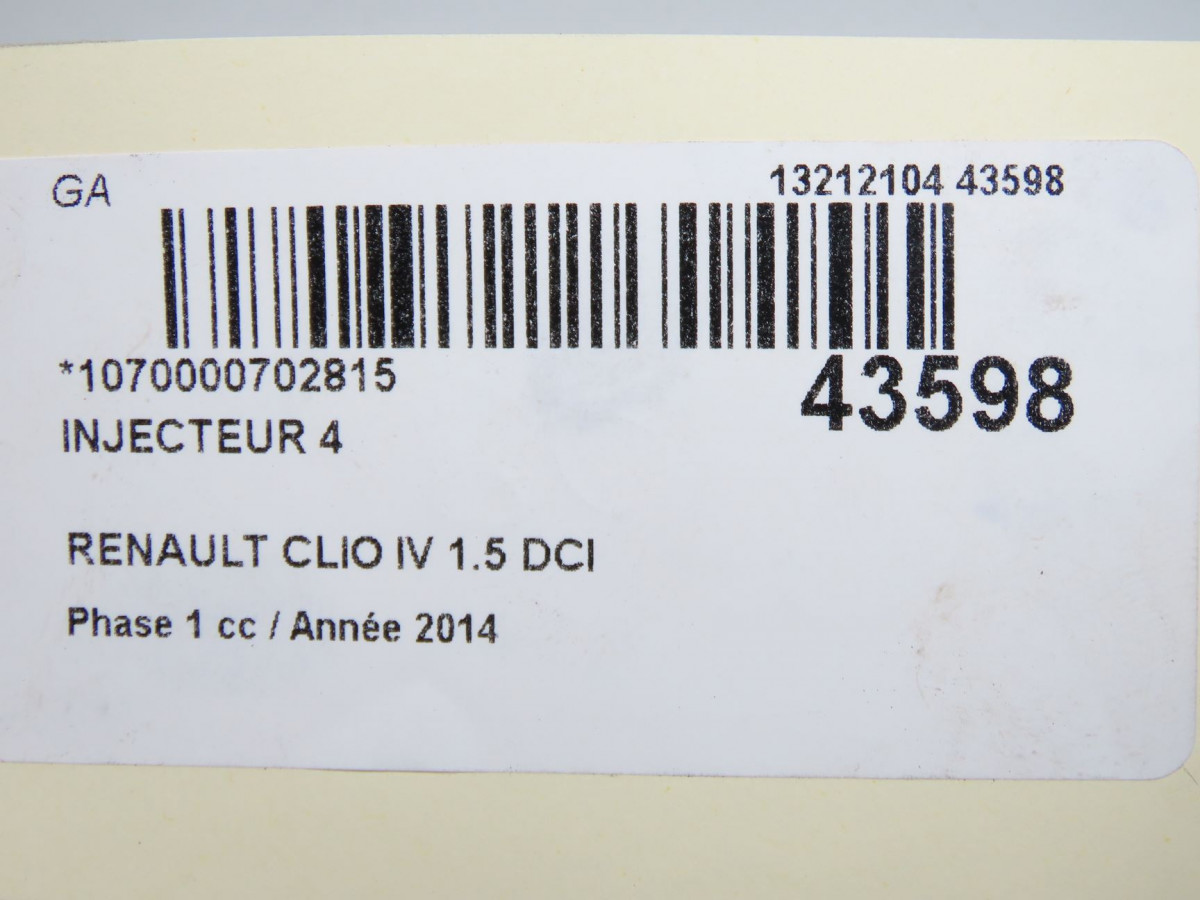 GA 13212104 43598
*1070000702815 43598
INJECTEUR 4
RENAULT CLIO IV 1.5 DCI
Phase 1 cc / Année 2014